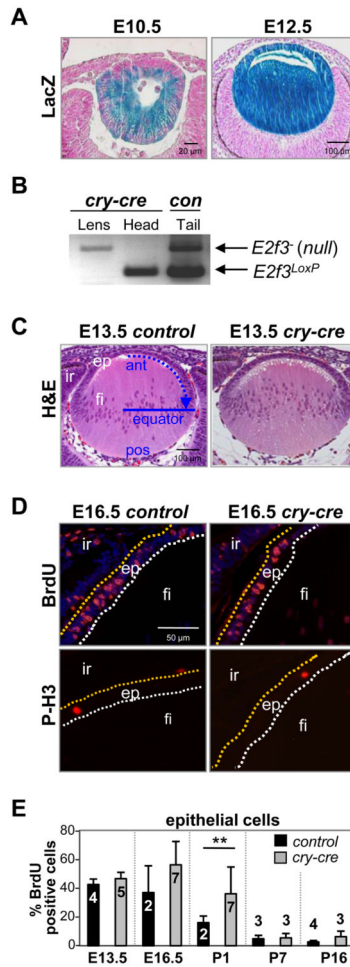 A
E10.5 E12.5
LacZ
20 µm
100 µm
B
cry-cre con
Lens Head Tail
E2f3- (null)
E2f3LoxP
C
E13.5 control E13.5 cry-cre
H&E
ep
ant
ir
fi
equator
pos
100 µm
D
E16.5 control E16.5 cry-cre
BrdU
ir
ep
fi
50 µm
ir
ep
fi
P-H3
ir
ep
fi
ir
ep
fi
E
epithelial cells
% BrdU
positive cells
80
60
40
20
0
control
cry-cre
**
4 5 2 7 2 7 3 3 4 3
E13.5 E16.5 P1 P7 P16